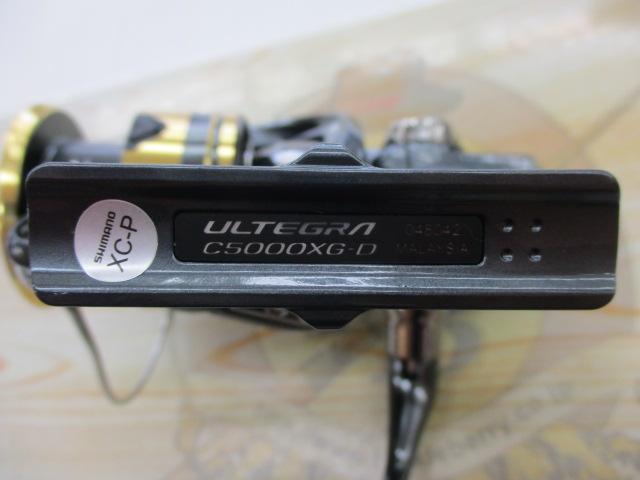 SHIMANO
XC-P
ULTEGRA
C5000XG-D
MALAYSIA